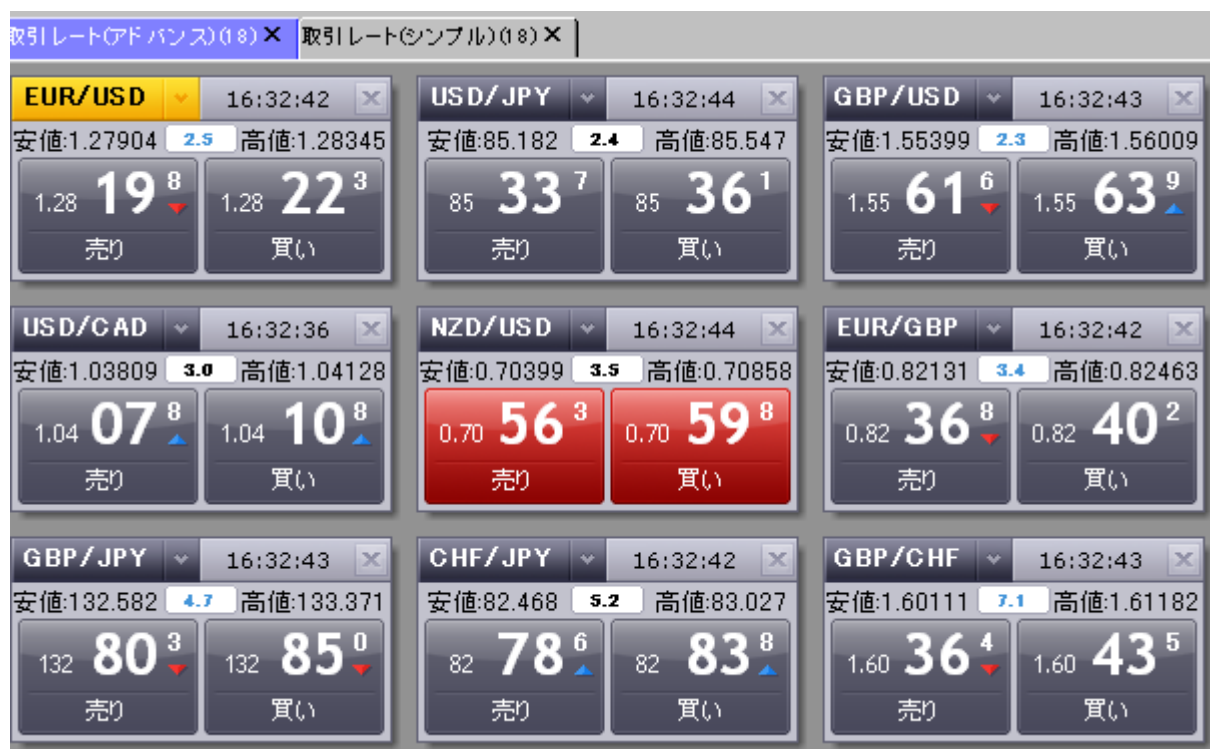 取引レート(アドバンス)(18)✕ 取引レート(シンプル)(18)✕
EUR/USD 16:32:42 USD/JPY 16:32:44 GBP/USD 16:32:43
安値:1.27904 2.5 高値:1.28345 安値:85.182 2.4 高値:85.547 安値:1.55399 2.3 高値:1.56009
1.28 19 8 1.28 22 3 85 33 7 85 36 1 1.55 61 6 1.55 63 9
売り 買い 売り 買い 売り 買い
USD/CAD 16:32:36 NZD/USD 16:32:44 EUR/GBP 16:32:42
安値:1.03809 3.0 高値:1.04128 安値:0.70399 3.5 高値:0.70858 安値:0.82131 3.4 高値:0.82463
1.04 07 8 1.04 10 8 0.70 56 3 0.70 59 8 0.82 36 8 0.82 40 2
売り 買い 売り 買い 売り 買い
GBP/JPY 16:32:43 CHF/JPY 16:32:42 GBP/CHF 16:32:43
安値:132.582 4.7 高値:133.371 安値:82.468 5.2 高値:83.027 安値:1.60111 7.1 高値:1.61182
132 80 3 132 85 0 82 78 6 82 83 8 1.60 36 4 1.60 43 5
売り 買い 売り 買い 売り 買い